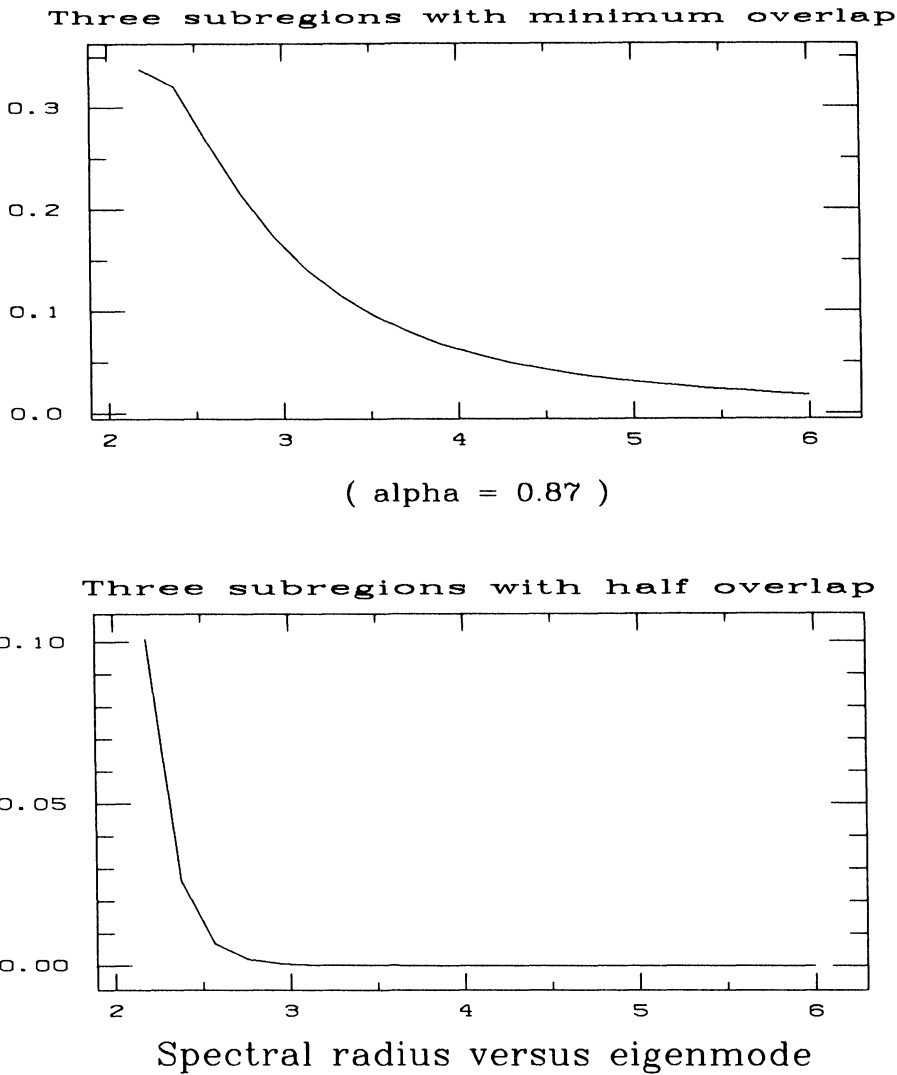 Three subregions with minimum overlap
0.3
0.2
0.1
0.0
2 3 4 5 6
( alpha = 0.87 )
Three subregions with half overlap
0.10
0.05
0.00
2 3 4 5 6
Spectral radius versus eigenmode